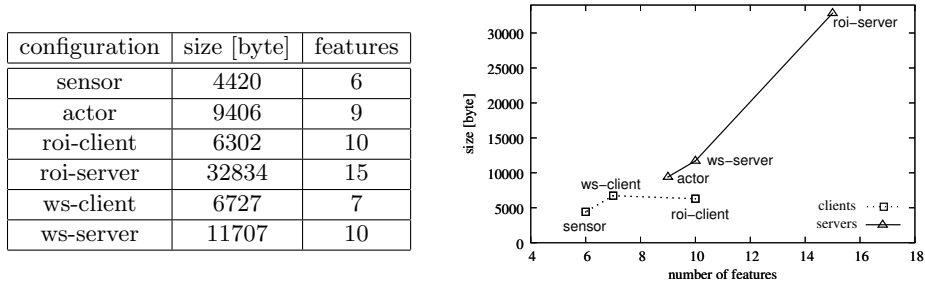 configuration size [byte] features
sensor 4420 6
actor 9406 9
roi-client 6302 10
roi-server 32834 15
ws-client 6727 7
ws-server 11707 10
size [byte]
30000
25000
20000
15000
10000
5000
0
roi-server
ws-server
actor
ws-client
roi-client
sensor
clients
servers
4 6 8 10 12 14 16 18
number of features